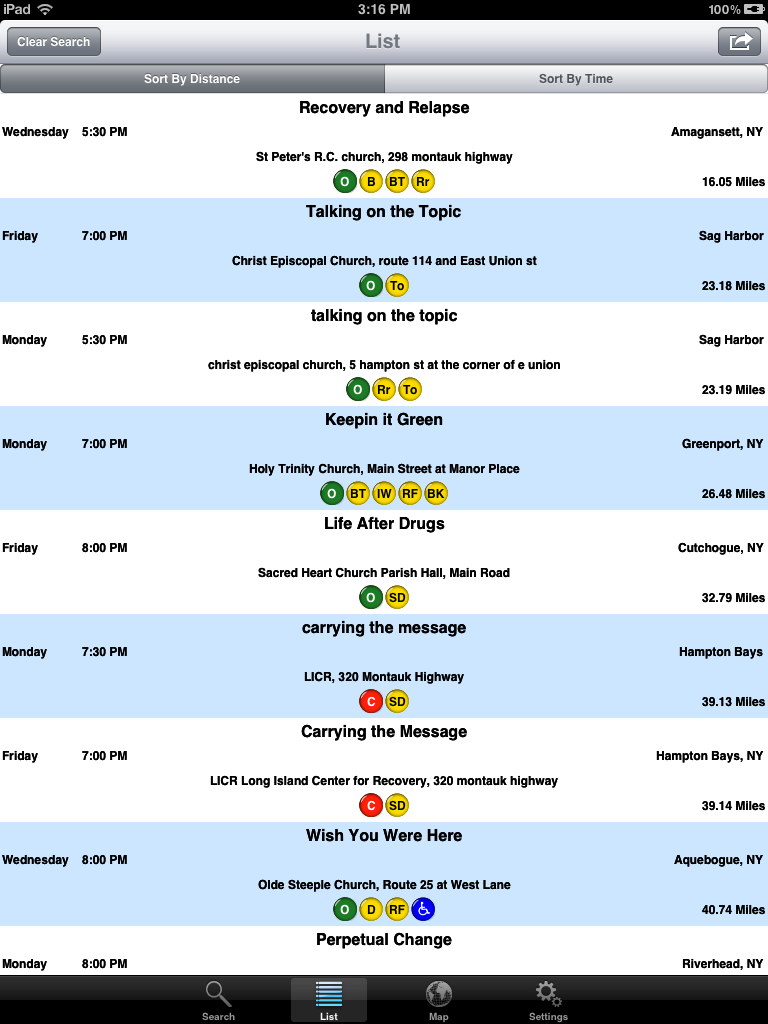 iPad 3:16 PM 100%
Clear Search List
Sort By Distance Sort By Time
Recovery and Relapse
Wednesday 5:30 PM Amagansett, NY
St Peter's R.C. church, 298 montauk highway
O B BT Rr 16.05 Miles
Talking on the Topic
Friday 7:00 PM Sag Harbor
Christ Episcopal Church, route 114 and East Union st
O To 23.18 Miles
talking on the topic
Monday 5:30 PM Sag Harbor
christ episcopal church, 5 hampton st at the corner of e union
O Rr To 23.19 Miles
Keepin it Green
Monday 7:00 PM Greenport, NY
Holy Trinity Church, Main Street at Manor Place
O BT IW RF BK 26.48 Miles
Life After Drugs
Friday 8:00 PM Cutchogue, NY
Sacred Heart Church Parish Hall, Main Road
O SD 32.79 Miles
carrying the message
Monday 7:30 PM Hampton Bays
LICR, 320 Montauk Highway
C SD 39.13 Miles
Carrying the Message
Friday 7:00 PM Hampton Bays, NY
LICR Long Island Center for Recovery, 320 montauk highway
C SD 39.14 Miles
Wish You Were Here
Wednesday 8:00 PM Aquebogue, NY
Olde Steeple Church, Route 25 at West Lane
O D RF 40.74 Miles
Perpetual Change
Monday 8:00 PM Riverhead, NY
Search List Map Settings